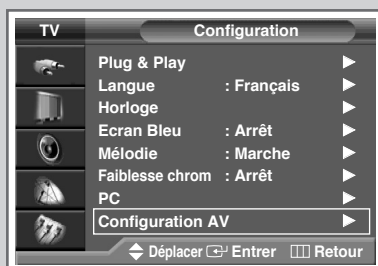 TV Configuration
Plug & Play
Langue : Français
Horloge
Ecran Bleu : Arrêt
Mélodie : Marche
Faiblesse chrom : Arrêt
PC
Configuration AV
Déplacer Entrer Retour